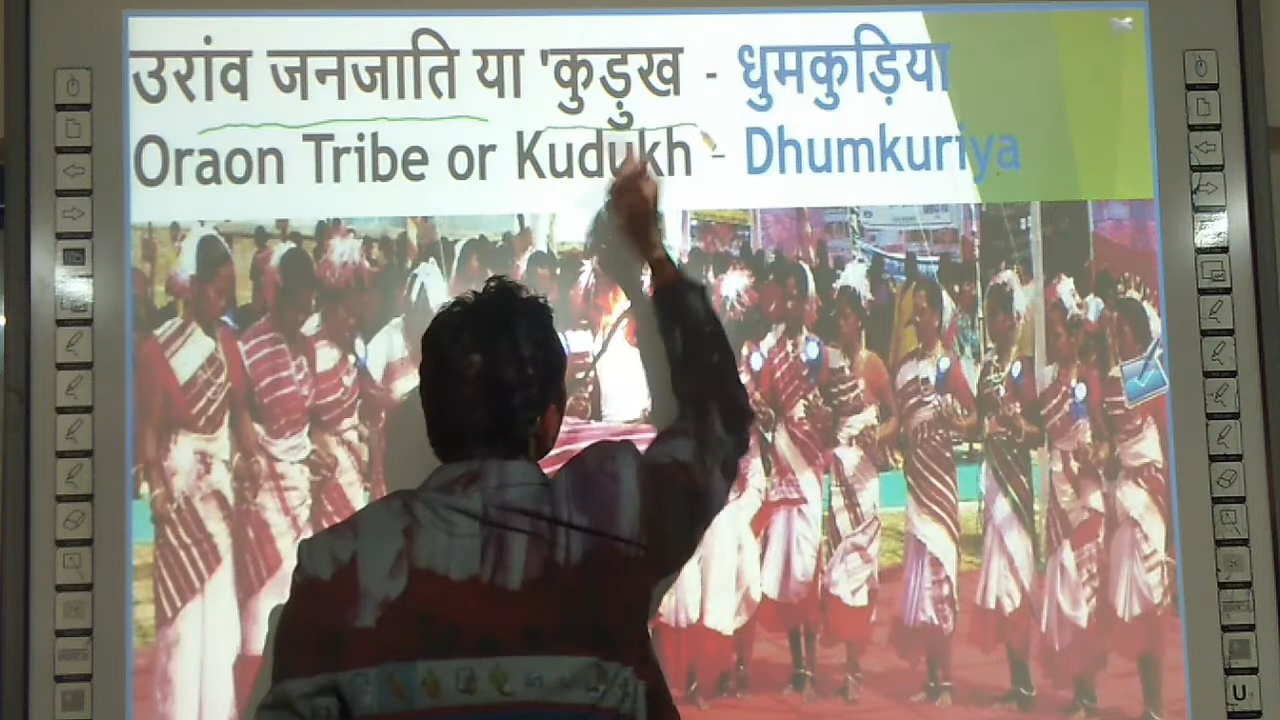 उरांव जनजाति या 'कुड़ुख - धुमकुड़िया
Oraon Tribe or Kudukh - Dhumkuriya
U